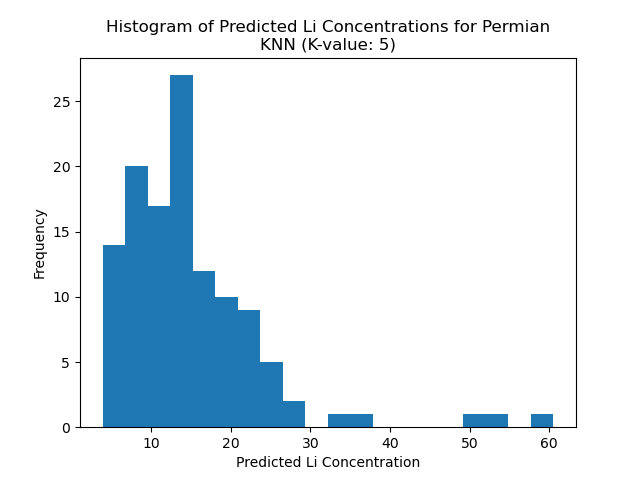 Histogram of Predicted Li Concentrations for Permian
KNN (K-value: 5)
25
20
15
10
5
0
Frequency
10 20 30 40 50 60
Predicted Li Concentration